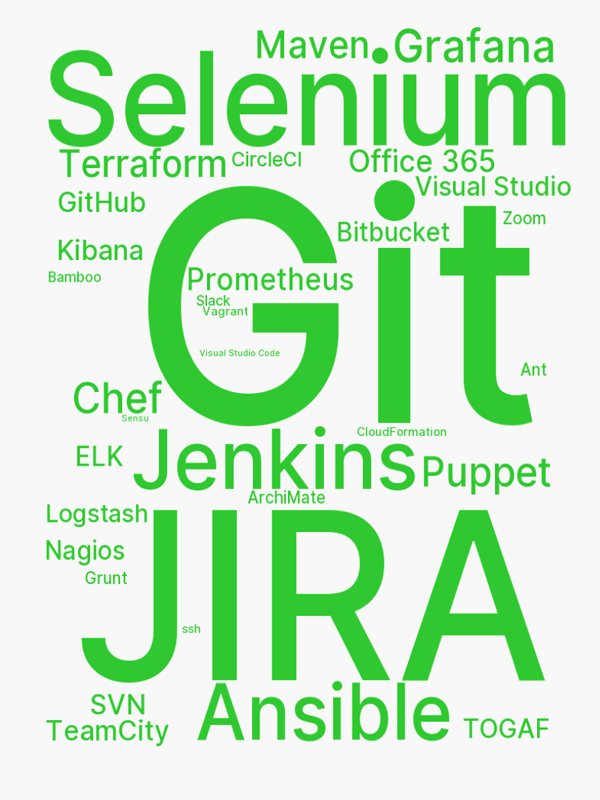 Maven
Grafana
Selenium
Terraform
CircleCI
Office 365
Visual Studio
GitHub
Zoom
Bitbucket
Git
Kibana
Bamboo
Prometheus
Slack
Vagrant
Visual Studio Code
Ant
Chef
Sensu
CloudFormation
ELK
Jenkins
Puppet
ArchiMate
Logstash
JIRA
Nagios
Grunt
ssh
SVN
Ansible
TeamCity
TOGAF